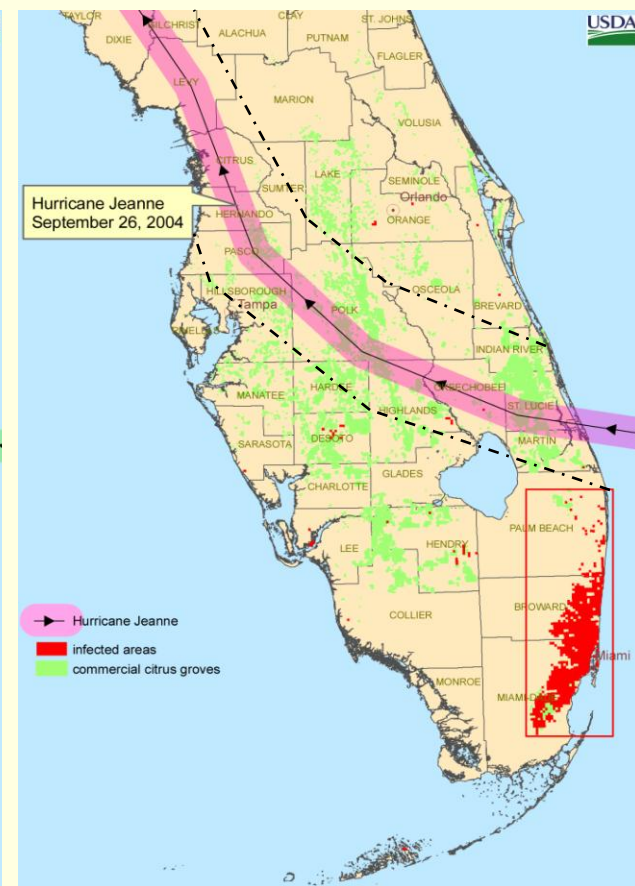 TAYLOR
GILCHRIST
CLAY
ST. JOHNS
USDA
DIXIE
ALACHUA
PUTNAM
FLAGLER
LEVY
MARION
VOLUSIA
CITRUS
LAKE
SUMTER
SEMINOLE
Orlando
Hurricane Jeanne
September 26, 2004
HERNANDO
ORANGE
PASCO
HILLSBOROUGH
OSCEOLA
Tampa
POLK
BREVARD
PINELLAS
INDIAN RIVER
MANATEE
HARDEE
OKEECHOBEE
HIGHLANDS
ST. LUCIE
SARASOTA
DESOTO
MARTIN
CHARLOTTE
GLADES
LEE
HENDRY
PALM BEACH
Hurricane Jeanne
BROWARD
infected areas
COLLIER
commercial citrus groves
Miami
MONROE
MIAMI-DADE